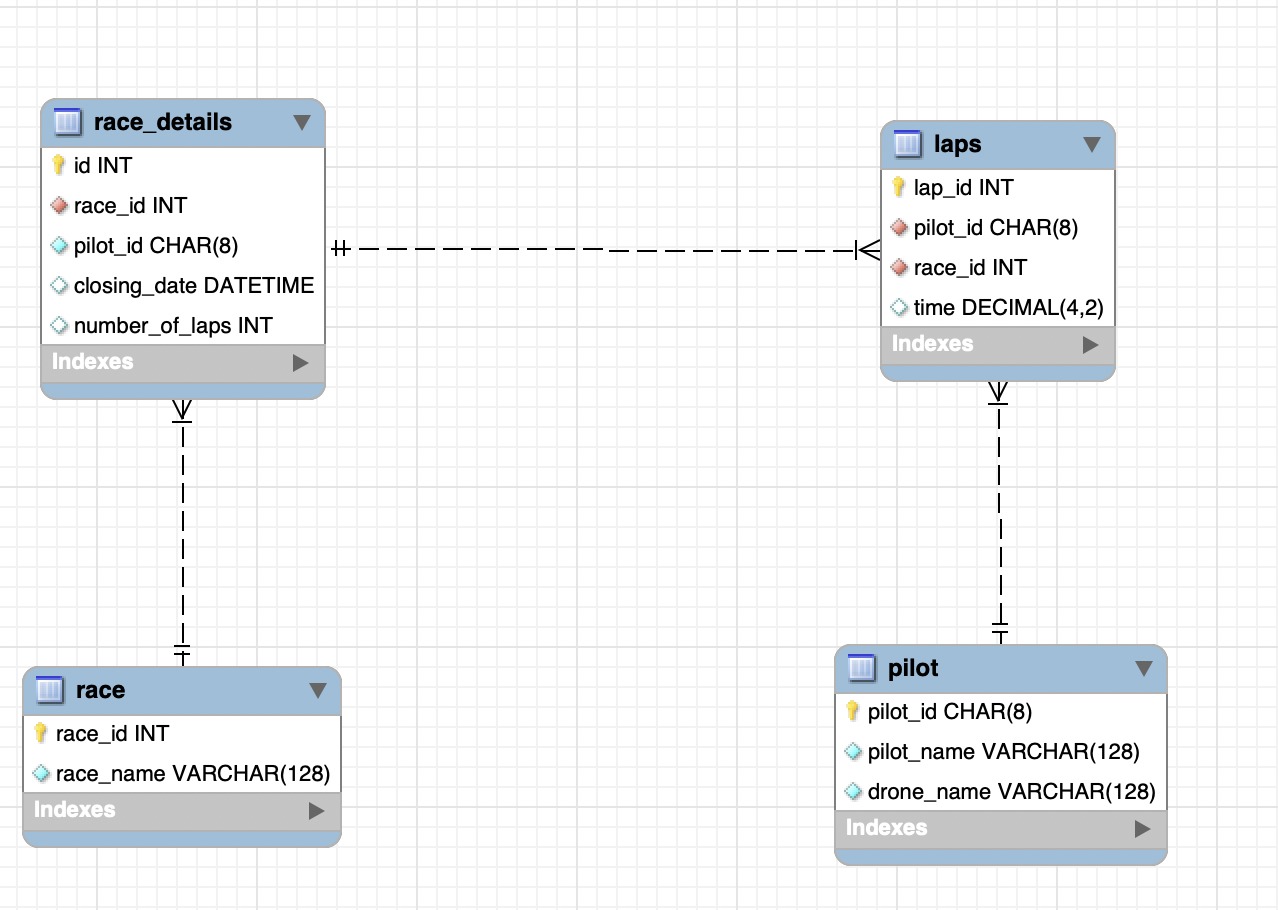 race_details
id INT
race_id INT
pilot_id CHAR(8)
closing_date DATETIME
number_of_laps INT
Indexes
laps
lap_id INT
pilot_id CHAR(8)
race_id INT
time DECIMAL(4,2)
Indexes
race
race_id INT
race_name VARCHAR(128)
Indexes
pilot
pilot_id CHAR(8)
pilot_name VARCHAR(128)
drone_name VARCHAR(128)
Indexes